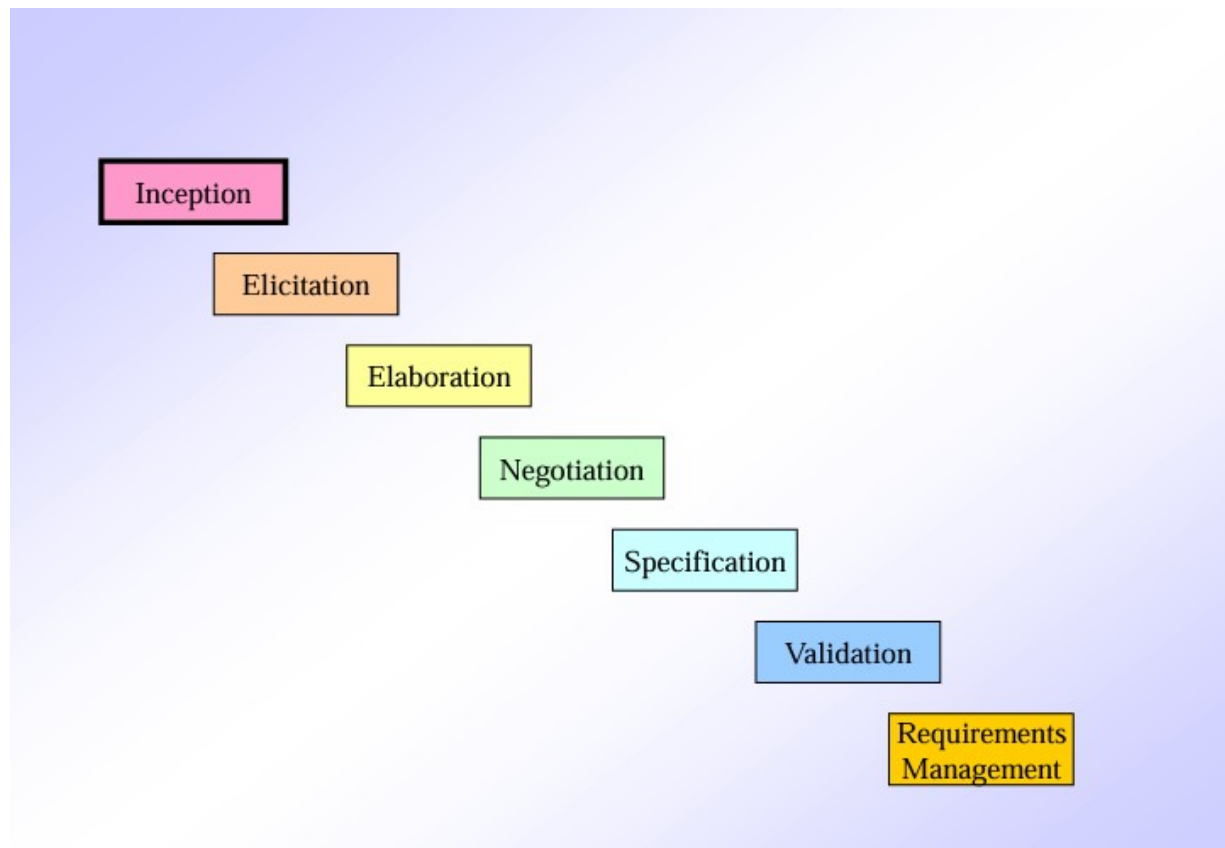 Inception
Elicitation
Elaboration
Negotiation
Specification
Validation
Requirements
Management